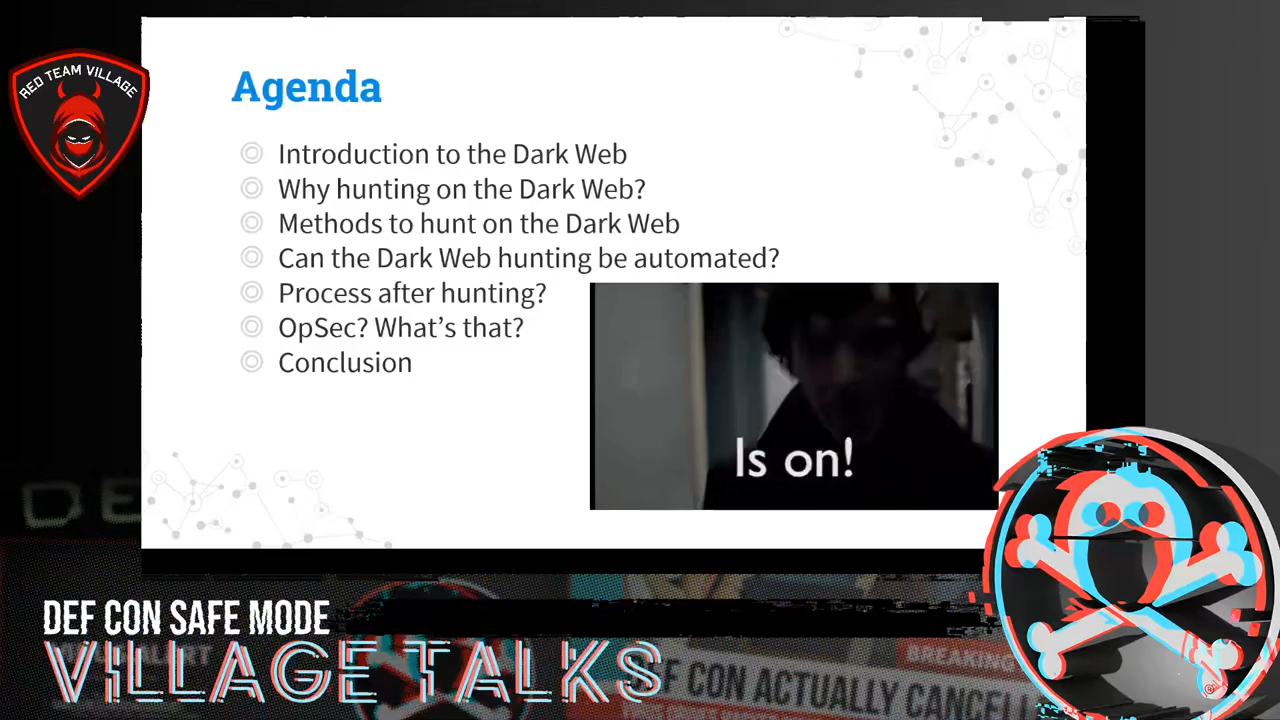 RED TEAM VILLAGE
Agenda
Introduction to the Dark Web
Why hunting on the Dark Web?
Methods to hunt on the Dark Web
Can the Dark Web hunting be automated?
Process after hunting?
OpSec? What's that?
Conclusion
Is on!
DEF CON SAFE MODE
VILLAGE TALKS
BREAKING
DEF CON ACTUALLY